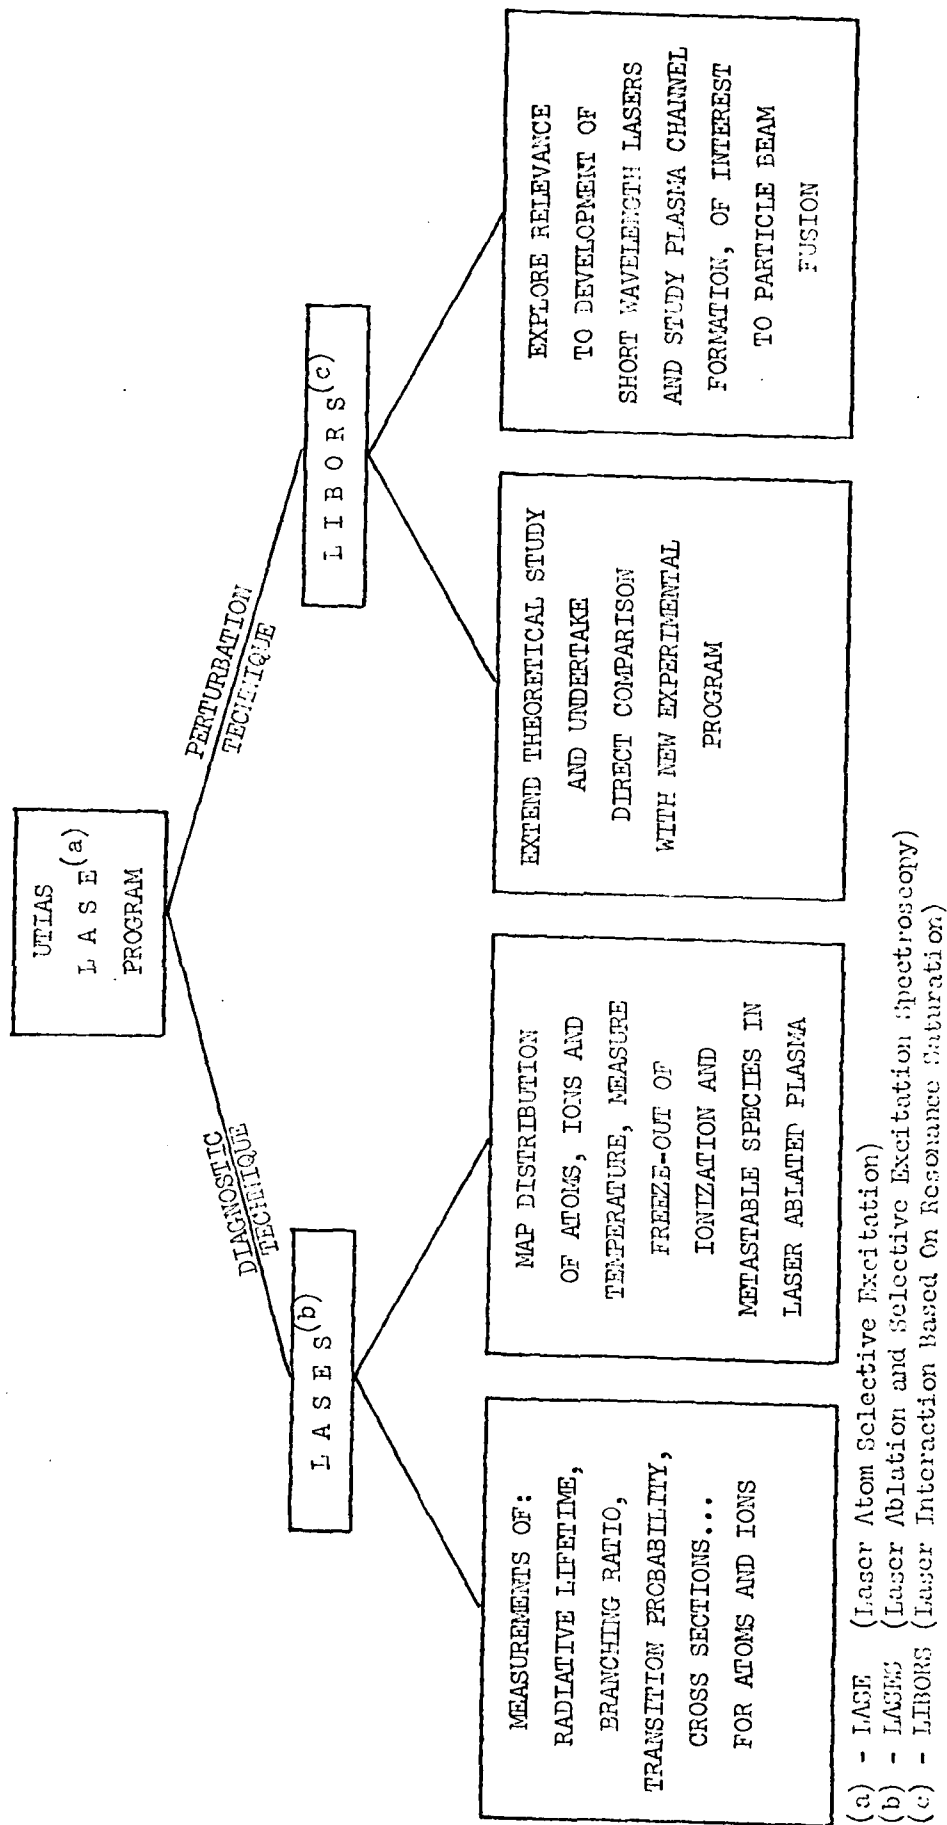 UTIAS
L A S E(a)
PROGRAM
DIAGNOSTIC
TECHNIQUE
PERTURBATION
TECHNIQUE
L A S E S(b)
L I B O R S(c)
MEASUREMENTS OF:
RADIATIVE LIFETIME,
BRANCHING RATIO,
TRANSITION PROBABILITY,
CROSS SECTIONS...
FOR ATOMS AND IONS
MAP DISTRIBUTION
OF ATOMS, IONS AND
TEMPERATURE, MEASURE
FREEZE-OUT OF
IONIZATION AND
METASTABLE SPECIES IN
LASER ABLATED PLASMA
EXTEND THEORETICAL STUDY
AND UNDERTAKE
DIRECT COMPARISON
WITH NEW EXPERIMENTAL
PROGRAM
EXPLORE RELEVANCE
TO DEVELOPMENT OF
SHORT WAVELENGTH LASERS
AND STUDY PLASMA CHANNEL
FORMATION, OF INTEREST
TO PARTICLE BEAM
FUSION
(a) - LASE (Laser Atom Selective Excitation)
(b) - LASES (Laser Ablation and Selective Excitation Spectroscopy)
(c) - LIBORS (Laser Interaction Based On Resonance Saturation)